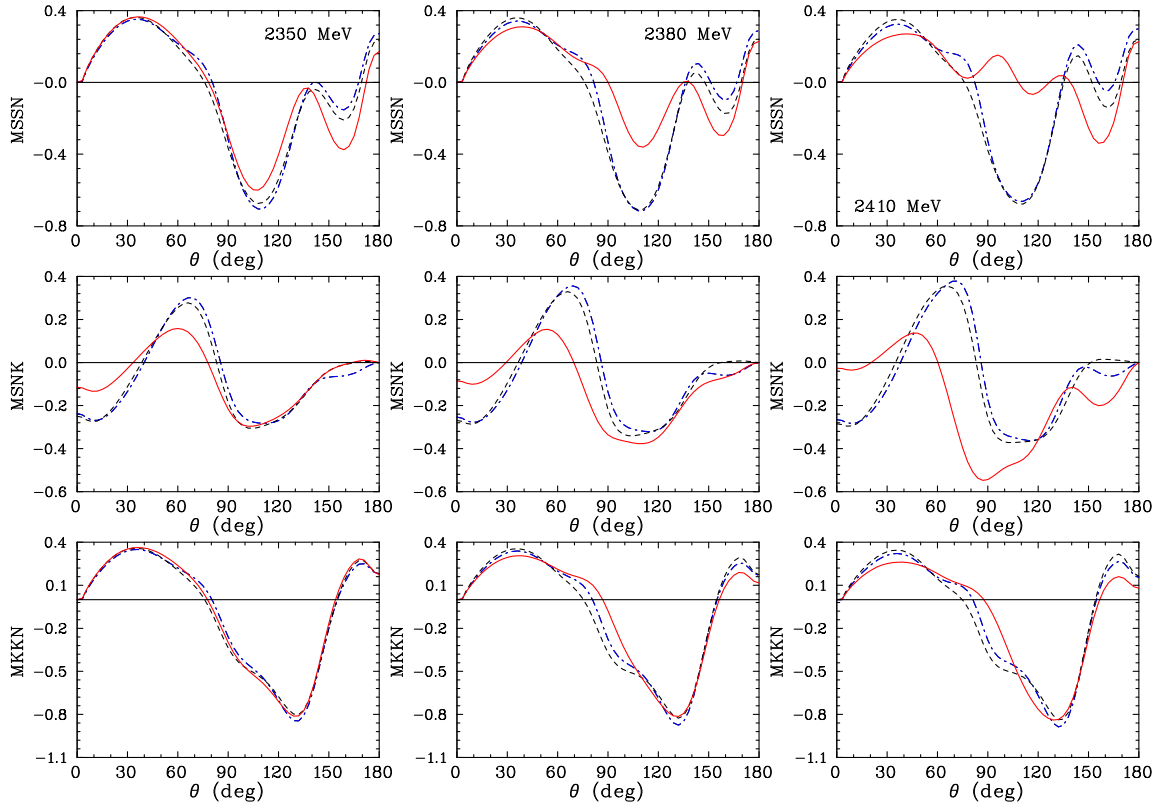 0.4 0.4 0.4
2350 MeV 2380 MeV
-0.0 -0.0 -0.0
MSSN MSSN MSSN
-0.4 -0.4 -0.4
2410 MeV
-0.8 -0.8 -0.8
0 30 60 90 120 150 180 0 30 60 90 120 150 180 0 30 60 90 120 150 180
θ (deg) θ (deg) θ (deg)
0.4 0.4 0.4
0.2 0.2 0.2
0.0 0.0 0.0
MSNK MSNK MSNK
-0.2 -0.2 -0.2
-0.4 -0.4 -0.4
-0.6 -0.6 -0.6
0 30 60 90 120 150 180 0 30 60 90 120 150 180 0 30 60 90 120 150 180
θ (deg) θ (deg) θ (deg)
0.4 0.4 0.4
0.1 0.1 0.1
-0.2 -0.2 -0.2
MKKN MKKN MKKN
-0.5 -0.5 -0.5
-0.8 -0.8 -0.8
-1.1 -1.1 -1.1
0 30 60 90 120 150 180 0 30 60 90 120 150 180 0 30 60 90 120 150 180
θ (deg) θ (deg) θ (deg)